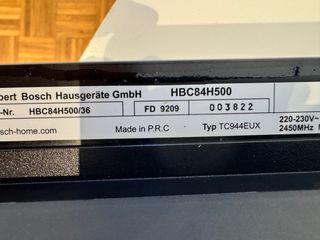 bert Bosch Hausgeräte GmbH HBC84H500
-Nr. HBC84H500/36 FD 9209 003822
sch-home.com Made in P.R.C Typ TC944EUX 220-230V~
2450MHz